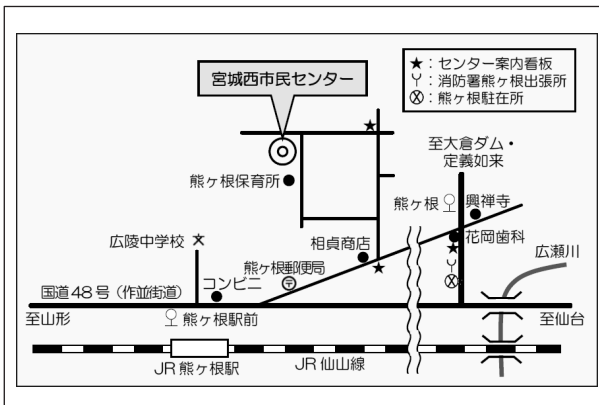 宮城西市民センター
★：センター案内看板
Y：消防署熊ヶ根出張所
⊗：熊ヶ根駐在所
至大倉ダム・
定義如来
熊ヶ根保育所
熊ヶ根
興禅寺
広陵中学校
文
相貞商店
花岡歯科
広瀬川
熊ヶ根郵便局
〒
国道48号（作並街道）
コンビニ
至山形
熊ヶ根駅前
至仙台
JR熊ヶ根駅
JR仙山線